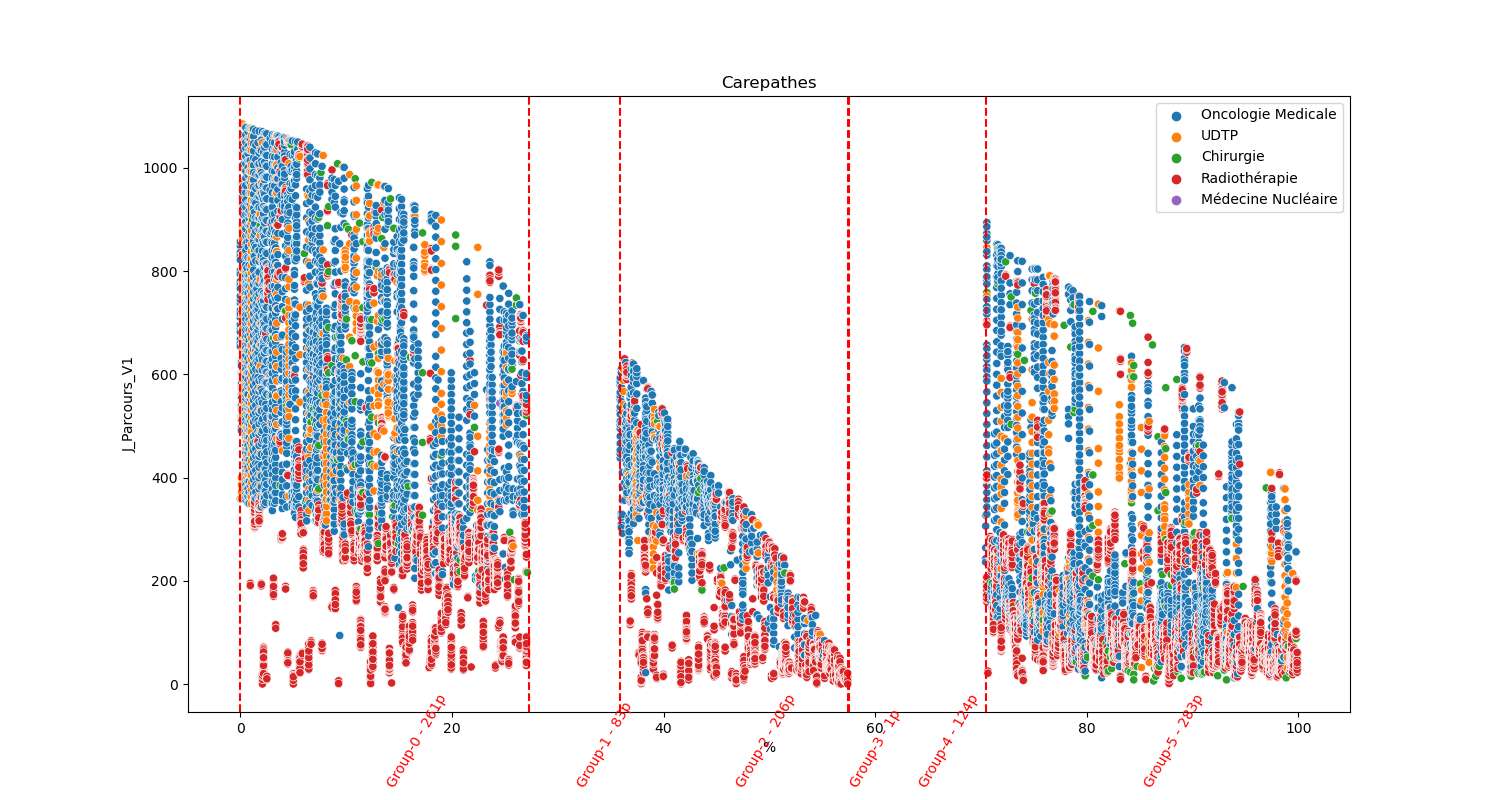 Carepathes
Oncologie Medicale
UDTP
Chirurgie
Radiothérapie
Médecine Nucléaire
J_Parcours_V1
1000
800
600
400
200
0
0 20 40 60 80 100
%
Group-0 - 261p
Group-1 - 83p
Group-2 - 206p
Group-3 - 1p
Group-4 - 124p
Group-5 - 283p